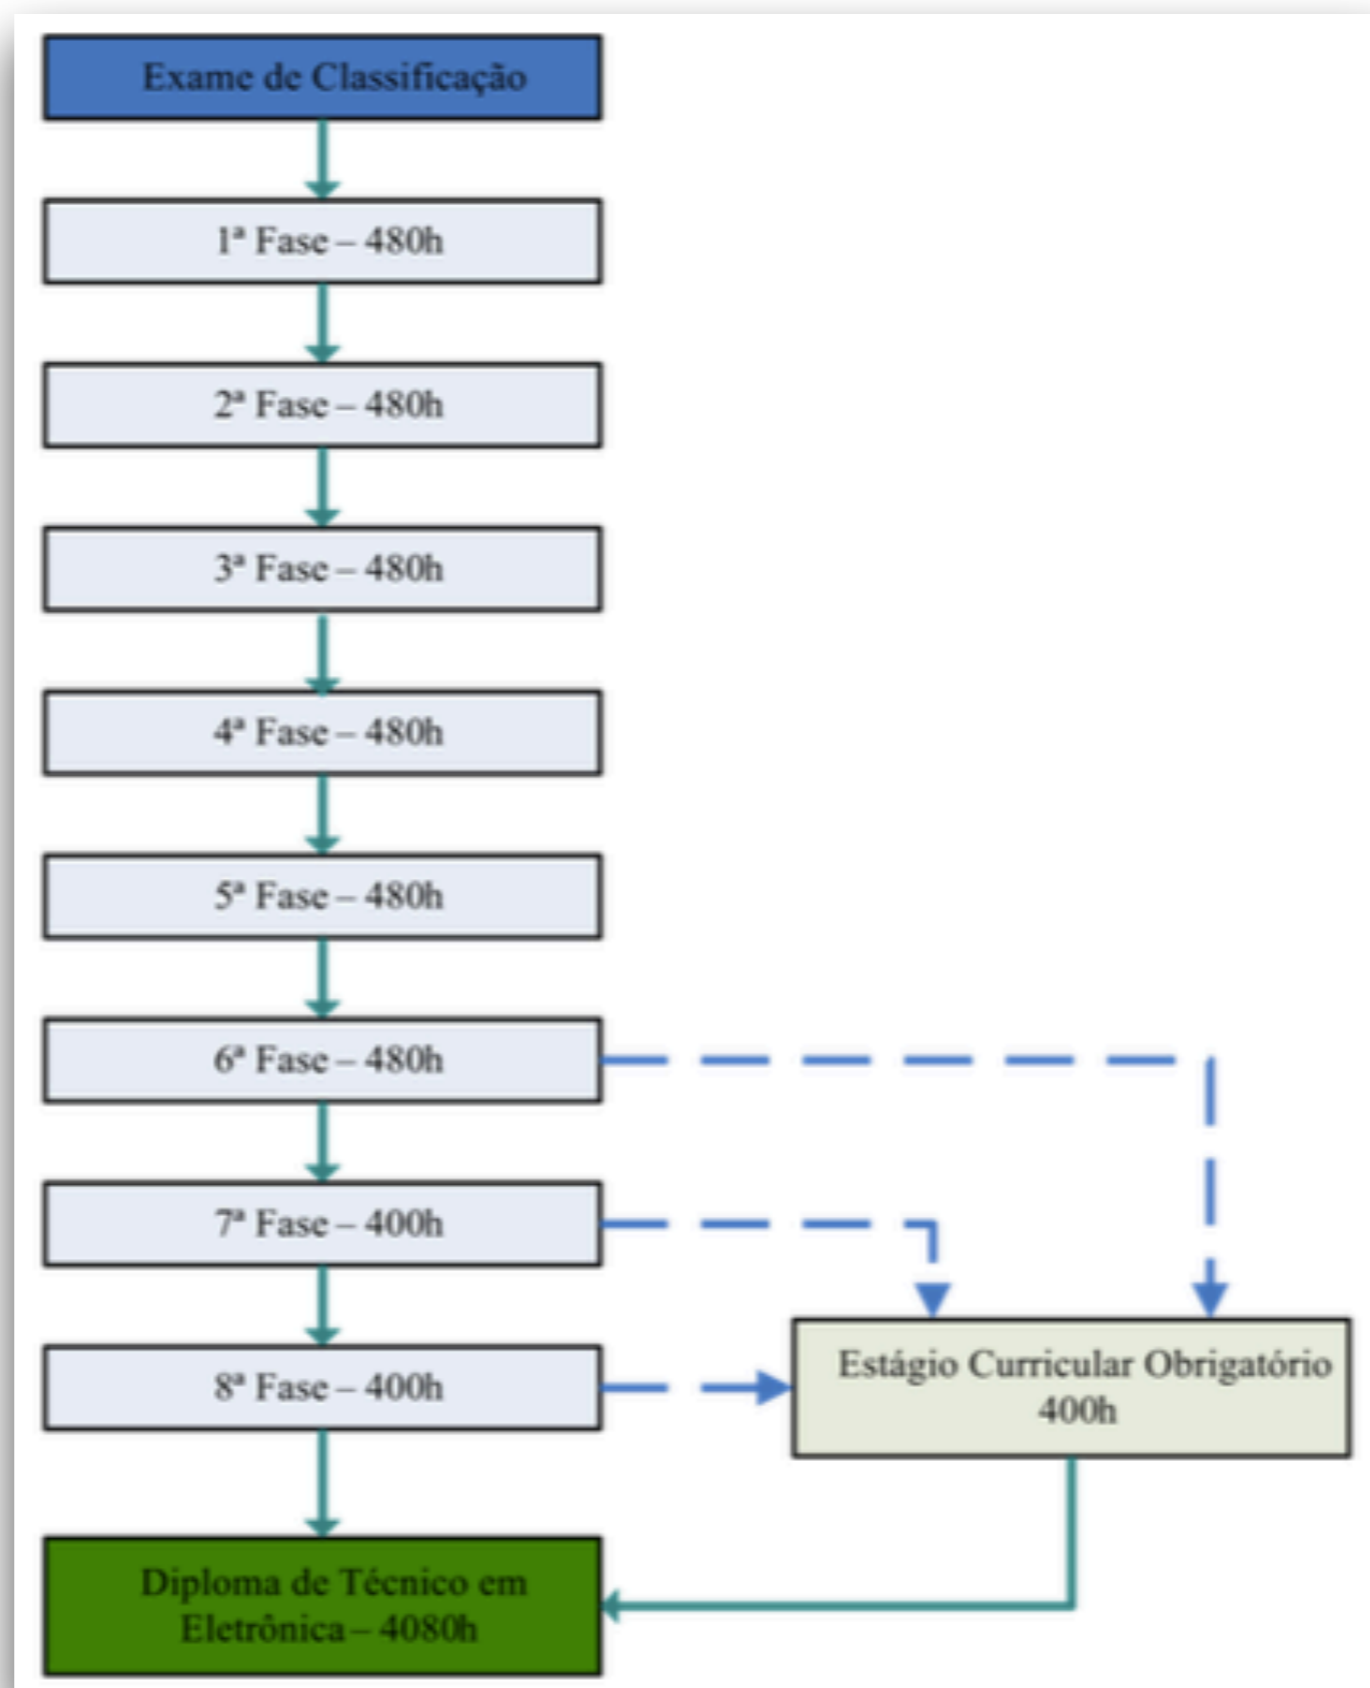 Exame de Classificação
1ª Fase – 480h
2ª Fase – 480h
3ª Fase – 480h
4ª Fase – 480h
5ª Fase – 480h
6ª Fase – 480h
7ª Fase – 400h
8ª Fase – 400h
Estágio Curricular Obrigatório
400h
Diploma de Técnico em
Eletrônica – 4080h